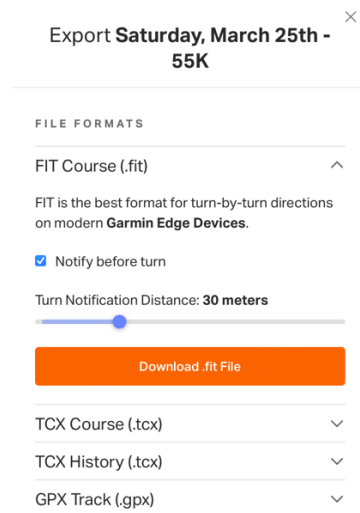 Export Saturday, March 25th -
55K
FILE FORMATS
FIT Course (.fit)
FIT is the best format for turn-by-turn directions
on modern Garmin Edge Devices.
Notify before turn
Turn Notification Distance: 30 meters
Download .fit File
TCX Course (.tcx)
TCX History (.tcx)
GPX Track (.gpx)